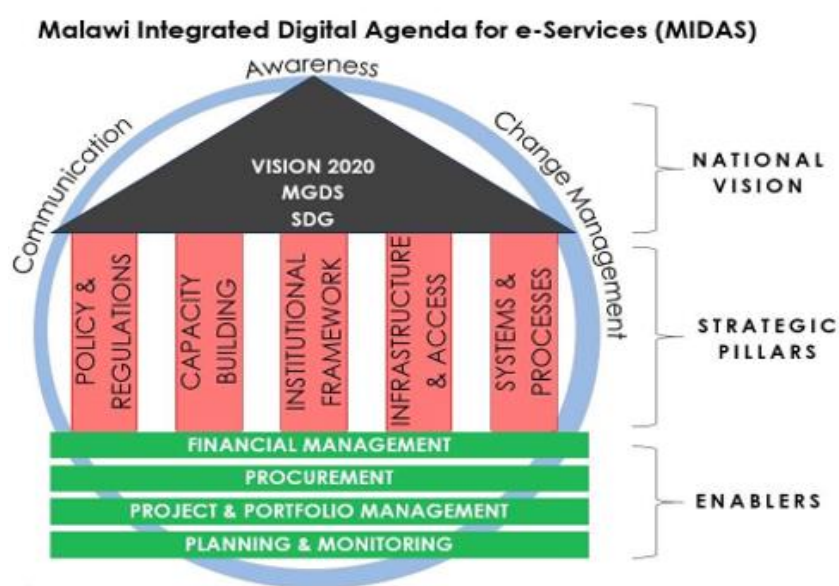 Malawi Integrated Digital Agenda for e-Services (MIDAS)
Awareness
Communication
Change Management
VISION 2020
MGDS
SDG
NATIONAL
VISION
POLICY &
REGULATIONS
CAPACITY
BUILDING
INSTITUTIONAL
FRAMEWORK
INFRASTRUCTURE
& ACCESS
SYSTEMS &
PROCESSES
STRATEGIC
PILLARS
FINANCIAL MANAGEMENT
PROCUREMENT
PROJECT & PORTFOLIO MANAGEMENT
PLANNING & MONITORING
ENABLERS